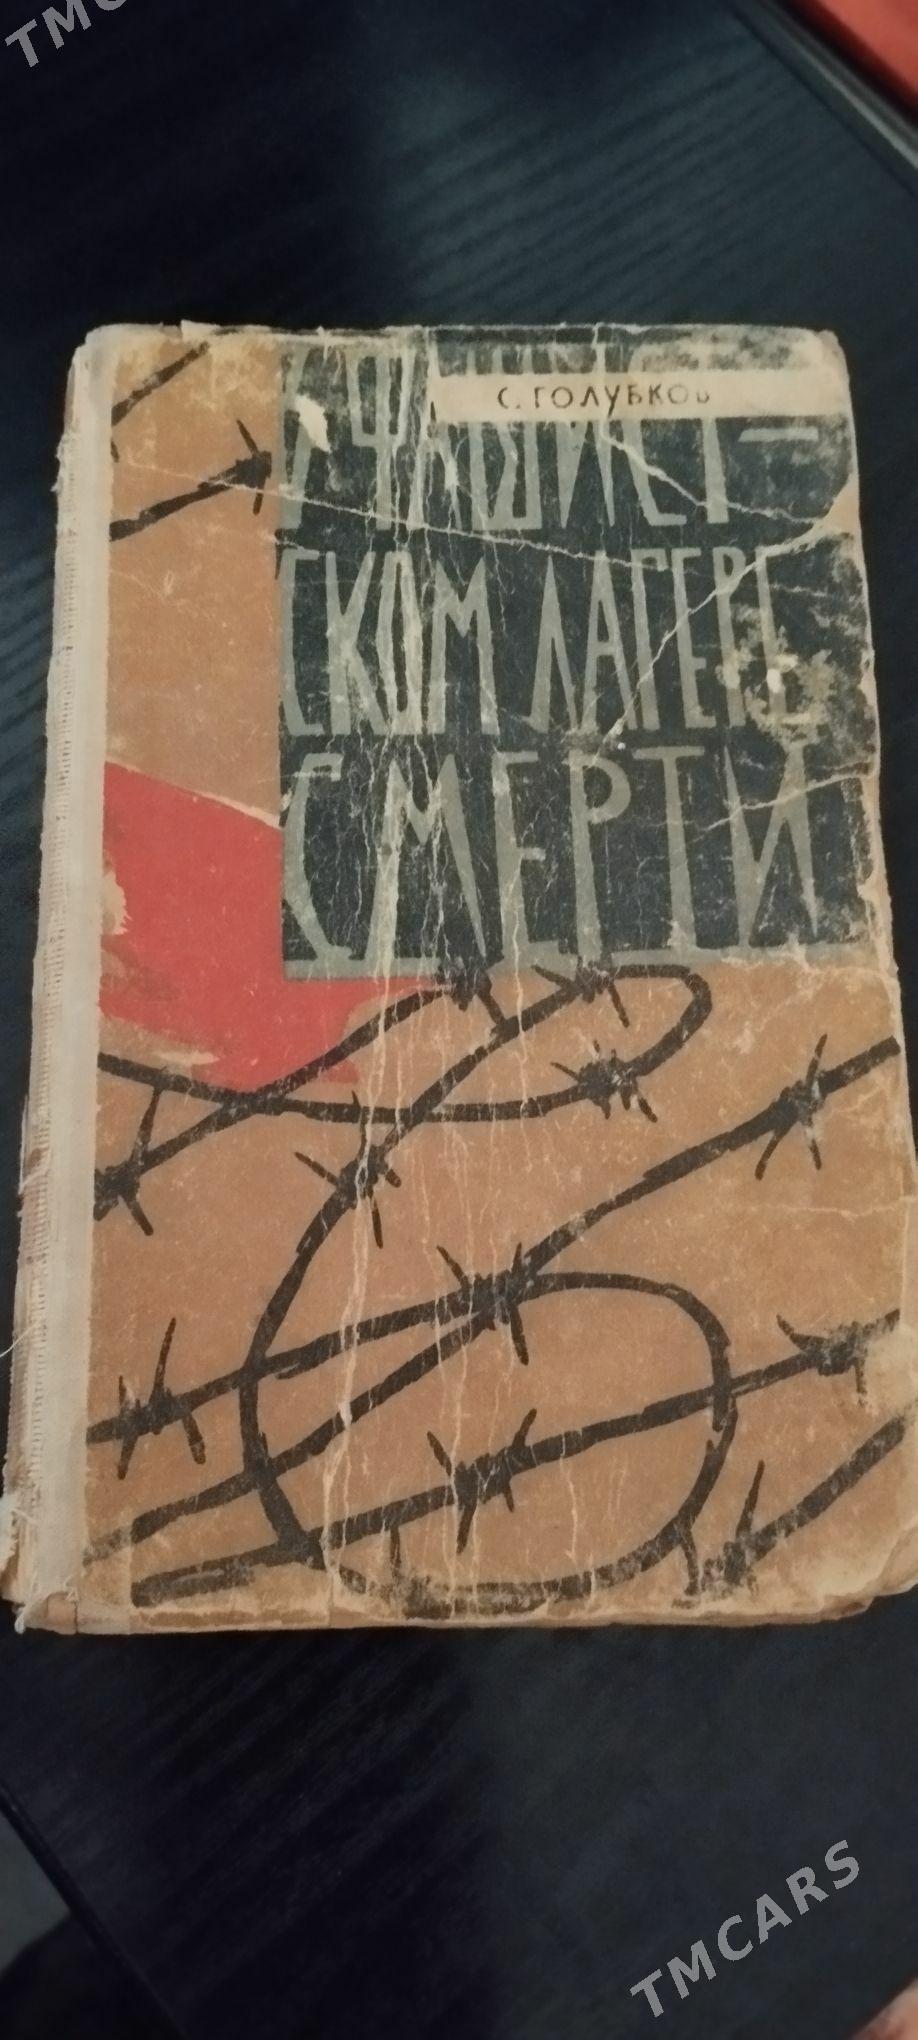 TMC
С. ГОЛУБКОВ
ФАШИСТ-
СКОМ ЛАГЕРЕ
СМЕРТИ
TMCARS